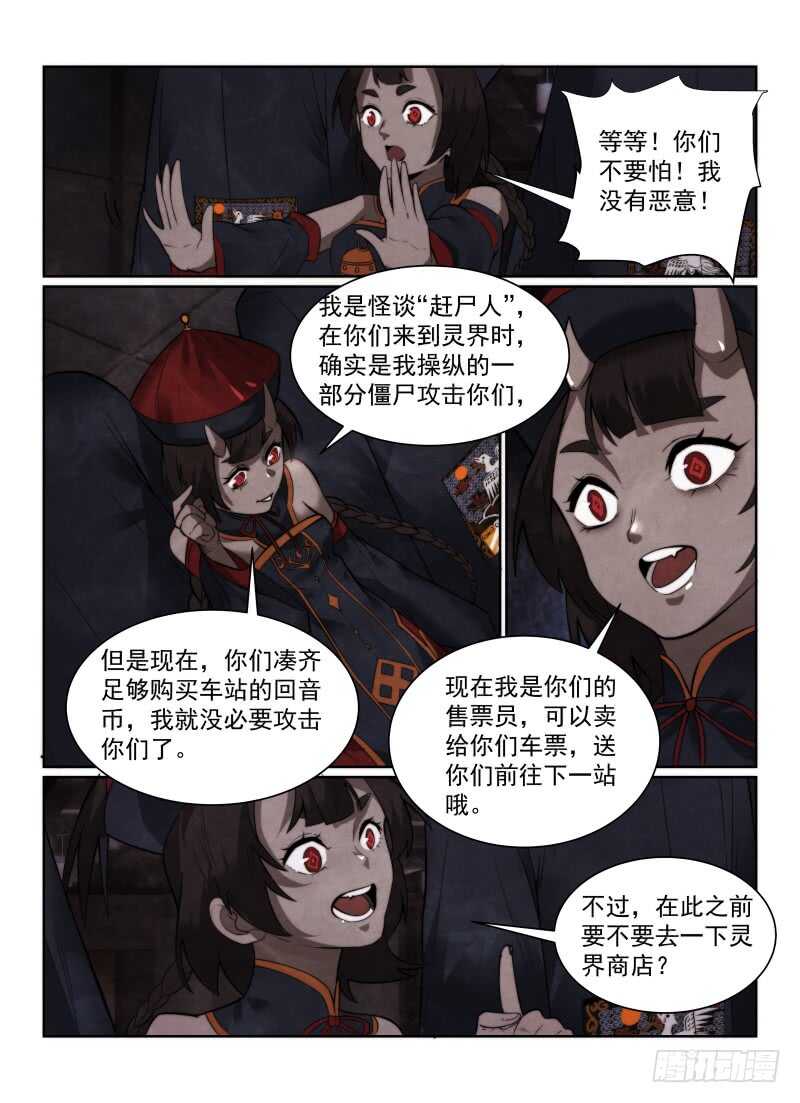 等等！你们
不要怕！我
没有恶意！
我是怪谈“赶尸人”，
在你们来到灵界时，
确实是我操纵的一
部分僵尸攻击你们，
但是现在，你们凑齐
足够购买车站的回音
币，我就没必要攻击
你们了。
现在我是你们的
售票员，可以卖
给你们车票，送
你们前往下一站
哦。
不过，在此之前
要不要去一下灵
界商店？
腾讯动漫